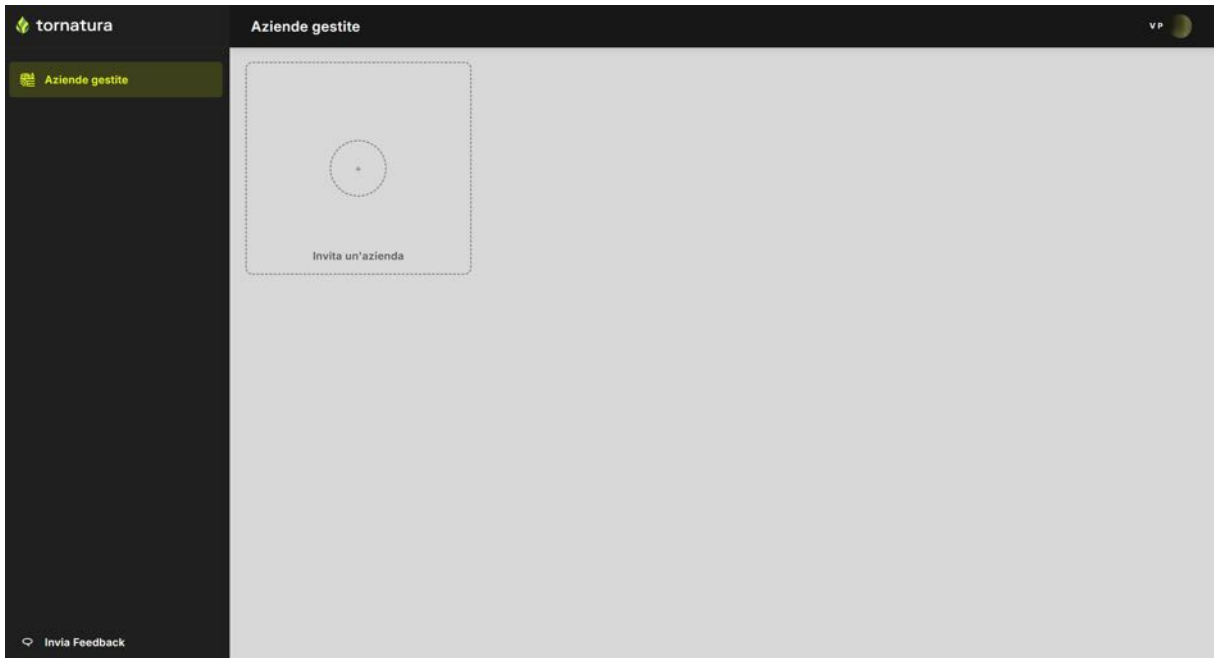 tornatura
Aziende gestite
VP
Aziende gestite
Invita un'azienda
Invia Feedback